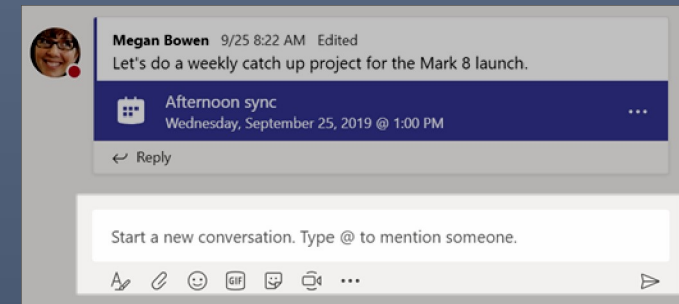 Megan Bowen 9/25 8:22 AM Edited
Let's do a weekly catch up project for the Mark 8 launch.
Afternoon sync
Wednesday, September 25, 2019 @ 1:00 PM
Reply
Start a new conversation. Type @ to mention someone.
GIF